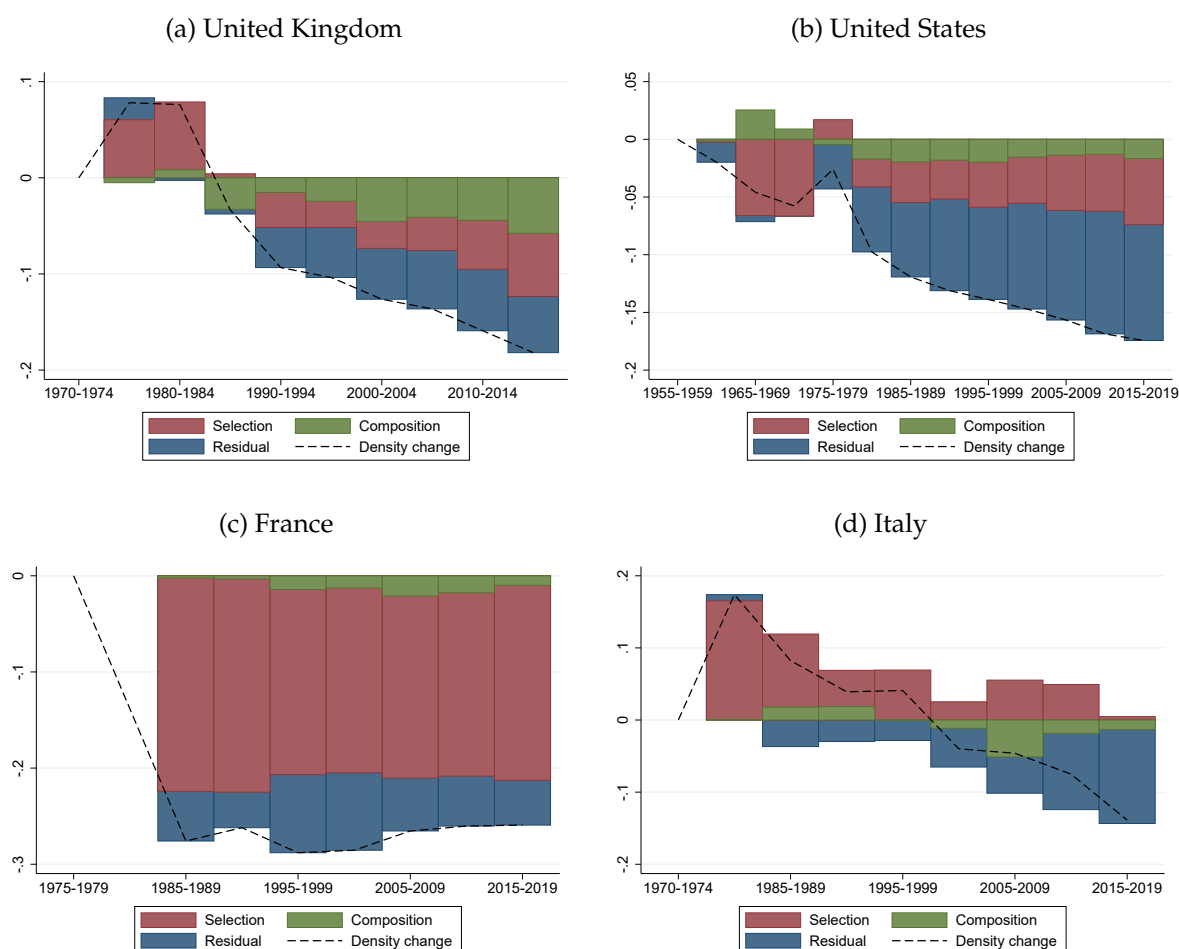 (a) United Kingdom
.1
0
-.1
-.2
1970-1974 1980-1984 1990-1994 2000-2004 2010-2014
Selection Composition
Residual Density change
(b) United States
.05
0
-.05
-.1
-.15
-.2
1955-1959 1965-1969 1975-1979 1985-1989 1995-1999 2005-2009 2015-2019
Selection Composition
Residual Density change
(c) France
0
-.1
-.2
-.3
1975-1979 1985-1989 1995-1999 2005-2009 2015-2019
Selection Composition
Residual Density change
(d) Italy
.2
.1
0
-.1
-.2
1970-1974 1985-1989 1995-1999 2005-2009 2015-2019
Selection Composition
Residual Density change